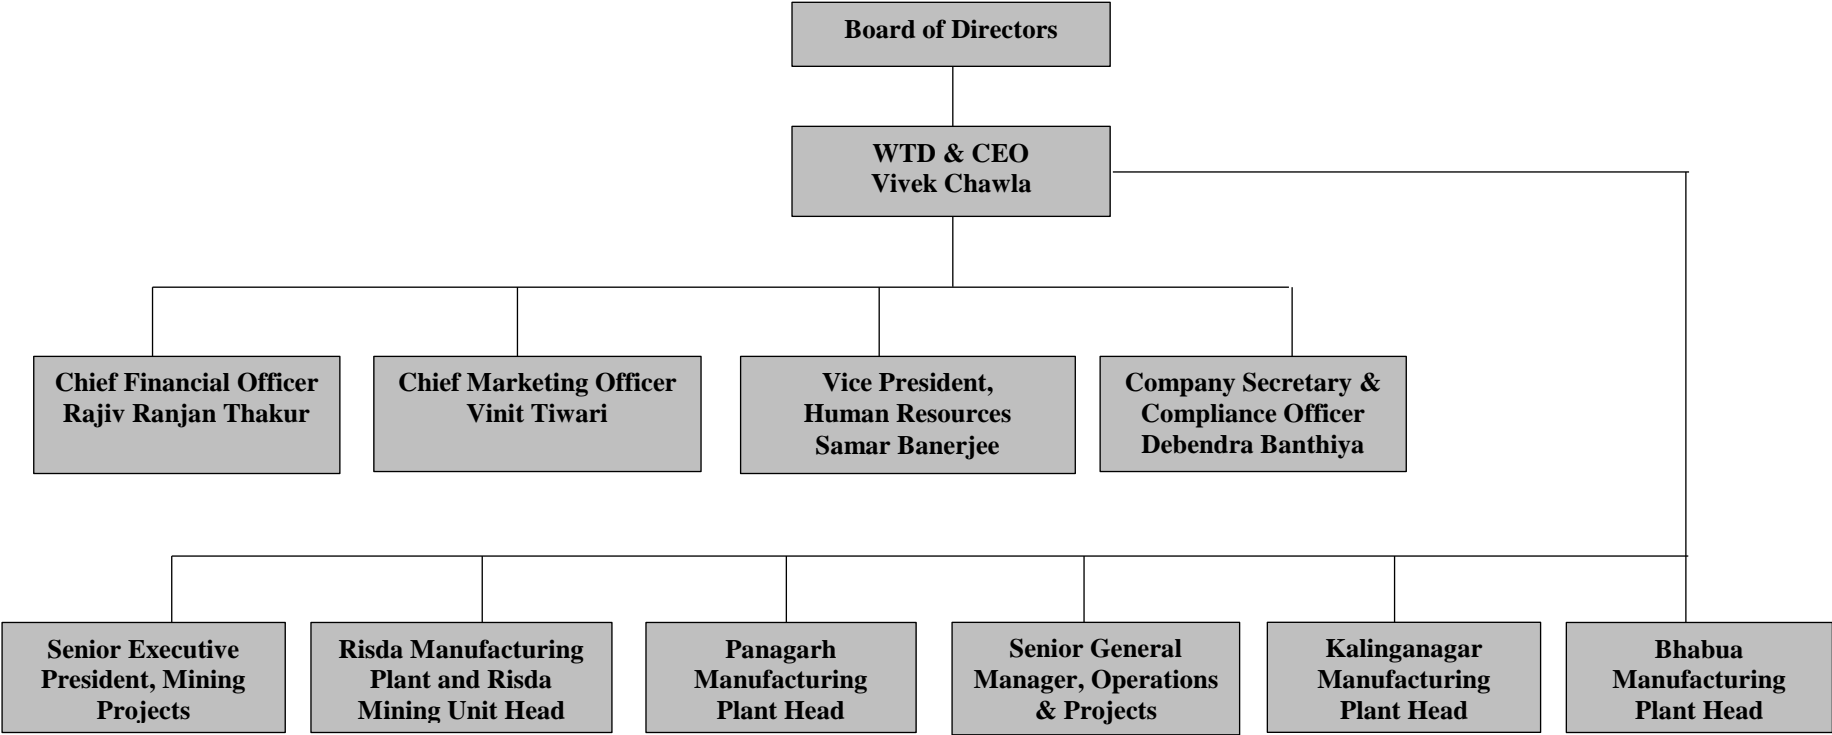 Board of Directors
WTD & CEO
Vivek Chawla
Chief Financial Officer
Rajiv Ranjan Thakur
Chief Marketing Officer
Vinit Tiwari
Vice President,
Human Resources
Samar Banerjee
Company Secretary &
Compliance Officer
Debendra Banthiya
Senior Executive
President, Mining
Projects
Risda Manufacturing
Plant and Risda
Mining Unit Head
Panagarh
Manufacturing
Plant Head
Senior General
Manager, Operations
& Projects
Kalinganagar
Manufacturing
Plant Head
Bhabua
Manufacturing
Plant Head